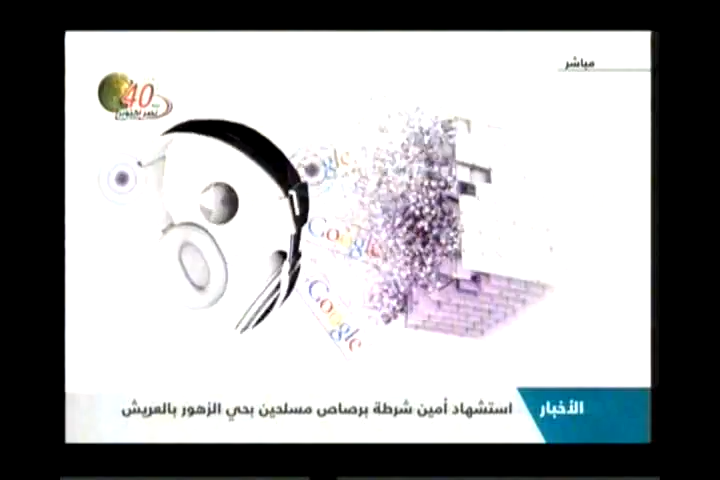 مباشر
40
Google
Google
Google
الأخبار
استشهاد أمين شرطة برصاص مسلحين بحي الزهور بالعريش